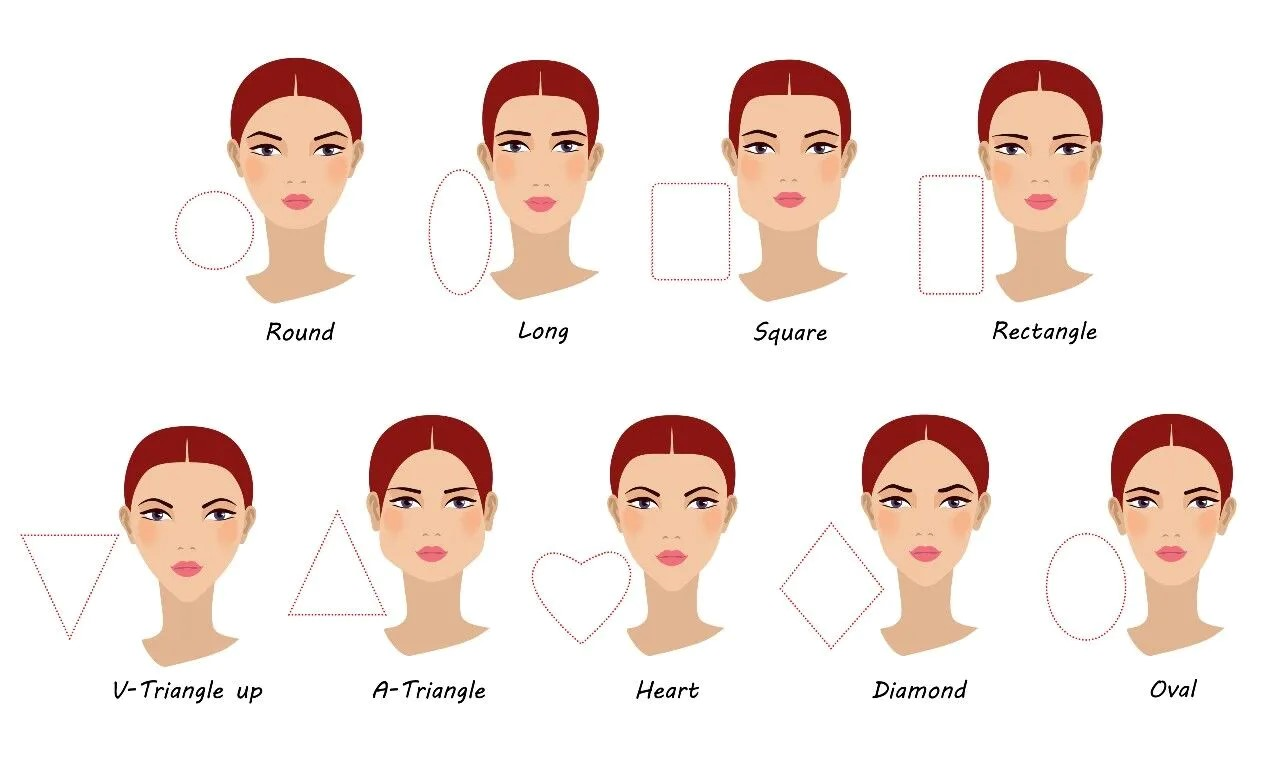 Round
Long
Square
Rectangle
V-Triangle up
A-Triangle
Heart
Diamond
Oval